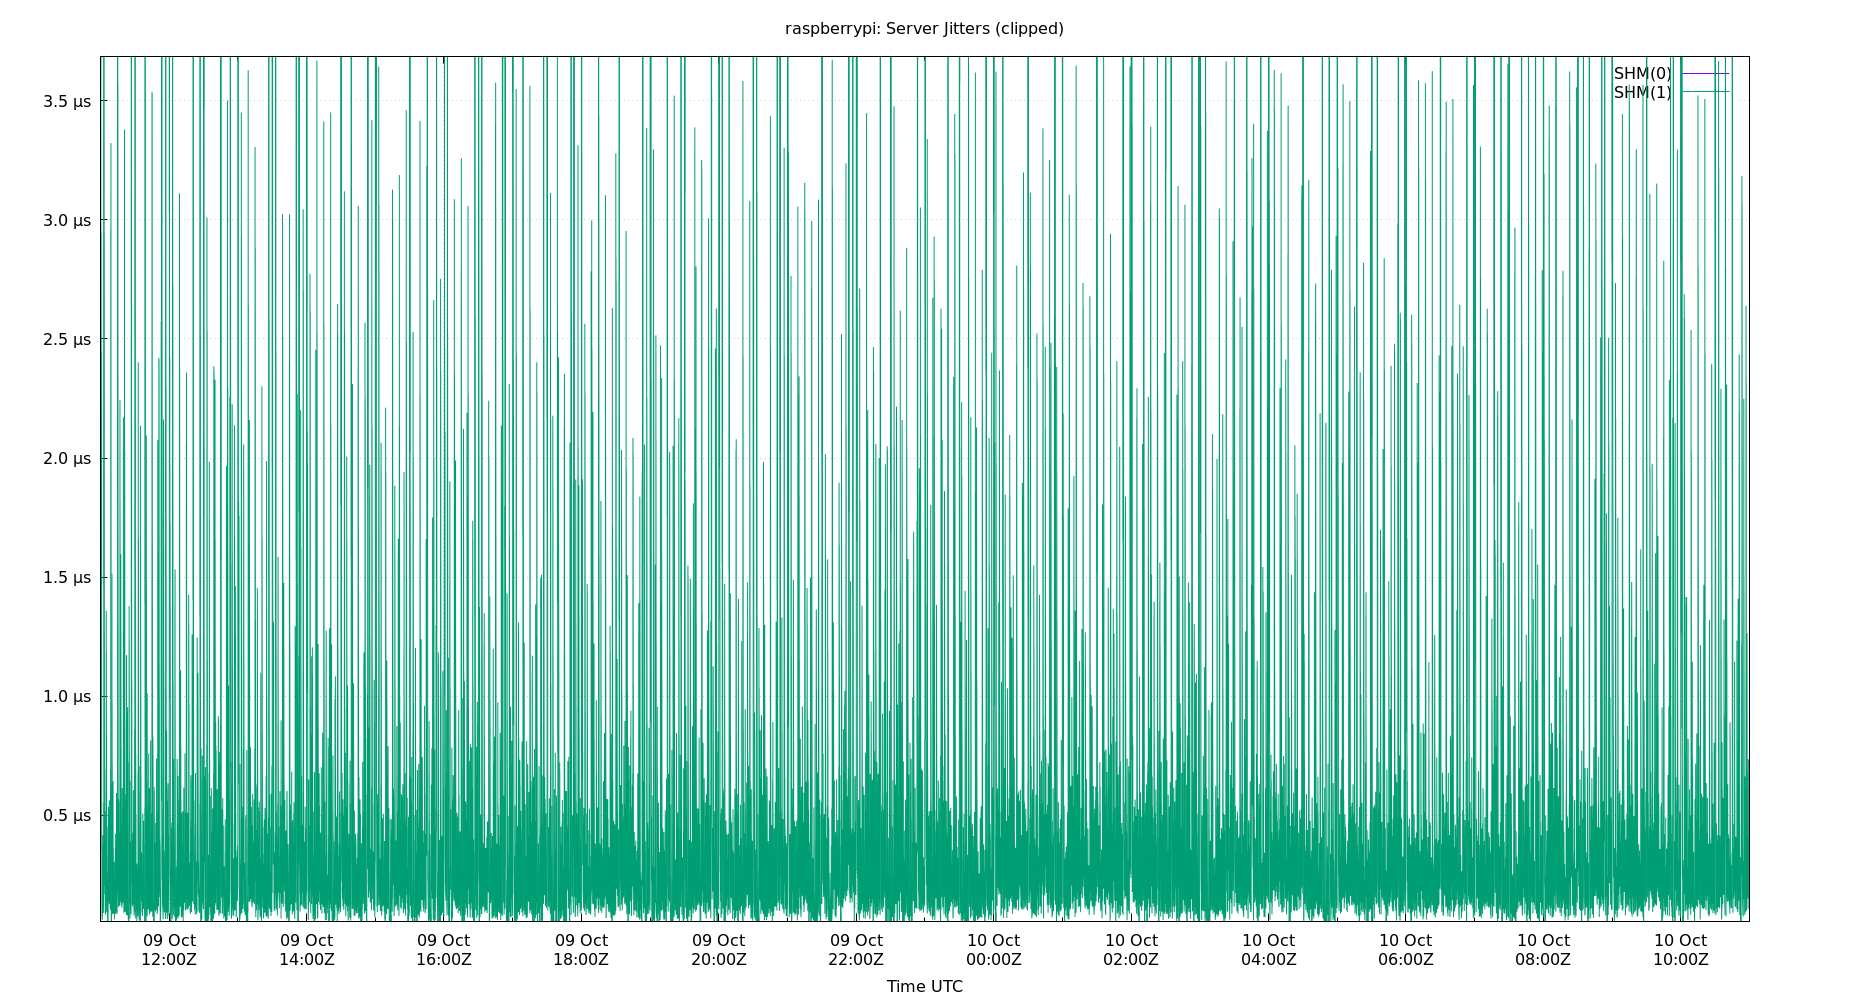 raspberrypi: Server Jitters (clipped)
SHM(0)
SHM(1)
3.5 µs
3.0 µs
2.5 µs
2.0 µs
1.5 µs
1.0 µs
0.5 µs
09 Oct 09 Oct 09 Oct 09 Oct 09 Oct 09 Oct 10 Oct 10 Oct 10 Oct 10 Oct 10 Oct 10 Oct
12:00Z 14:00Z 16:00Z 18:00Z 20:00Z 22:00Z 00:00Z 02:00Z 04:00Z 06:00Z 08:00Z 10:00Z
Time UTC